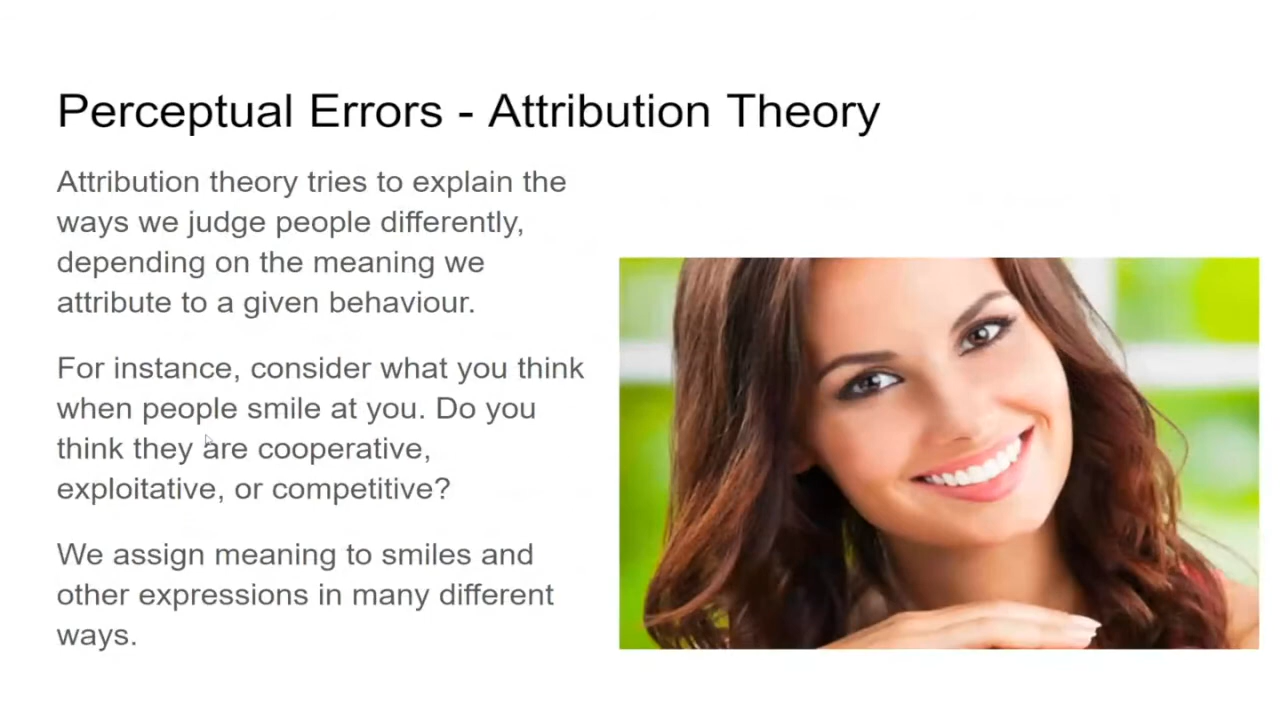 Perceptual Errors - Attribution Theory
Attribution theory tries to explain the
ways we judge people differently,
depending on the meaning we
attribute to a given behaviour.
For instance, consider what you think
when people smile at you. Do you
think they are cooperative,
exploitative, or competitive?
We assign meaning to smiles and
other expressions in many different
ways.